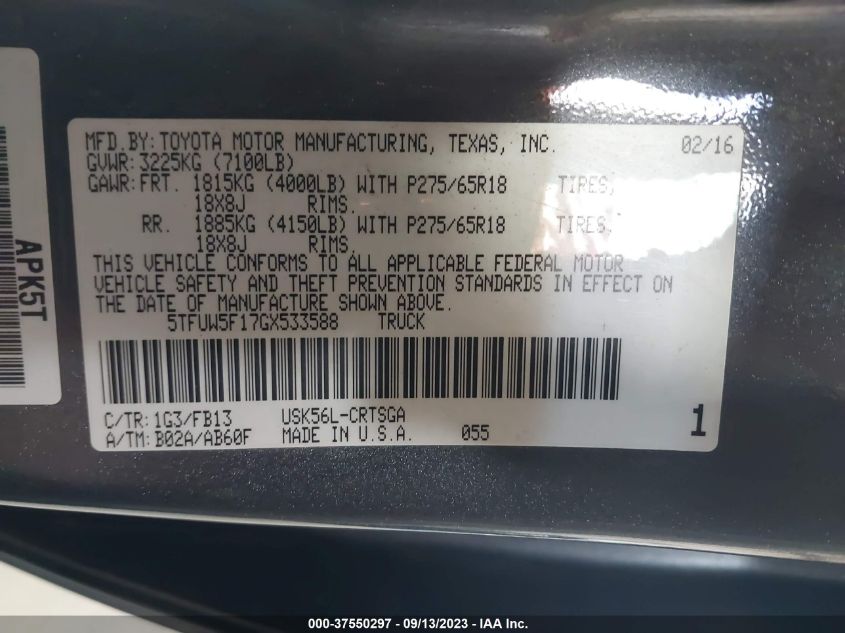 MFD.BY: TOYOTA MOTOR MANUFACTURING, TEXAS, INC. 02/16
GVWR: 3225KG (7100LB)
GAWR: FRT. 1815KG (4000LB) WITH P275/65R18 TIRES,
18X8J RIMS.
RR. 1885KG (4150LB) WITH P275/65R18 TIRES,
18X8J RIMS.
THIS VEHICLE CONFORMS TO ALL APPLICABLE FEDERAL MOTOR
VEHICLE SAFETY AND THEFT PREVENTION STANDARDS IN EFFECT ON
THE DATE OF MANUFACTURE SHOWN ABOVE.
5TFUW5F17GX533588 TRUCK
C/TR: 1G3/FB13 USK56L-CRTSGA
A/TM: B02A/AB60F MADE IN U.S.A. 055 1
APK5T
000-37550297 - 09/13/2023 - IAA Inc.